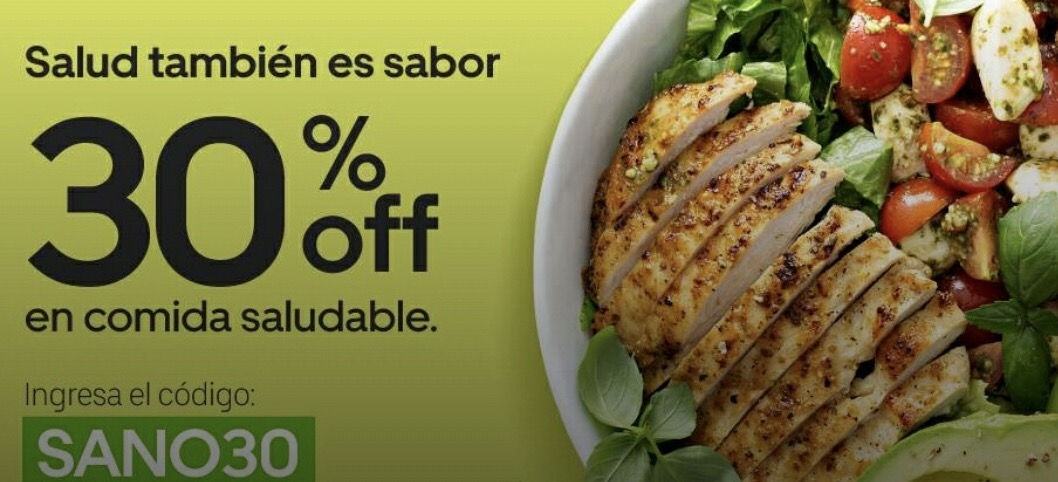 Salud también es sabor
30% off
en comida saludable.
Ingresa el código:
SANO30